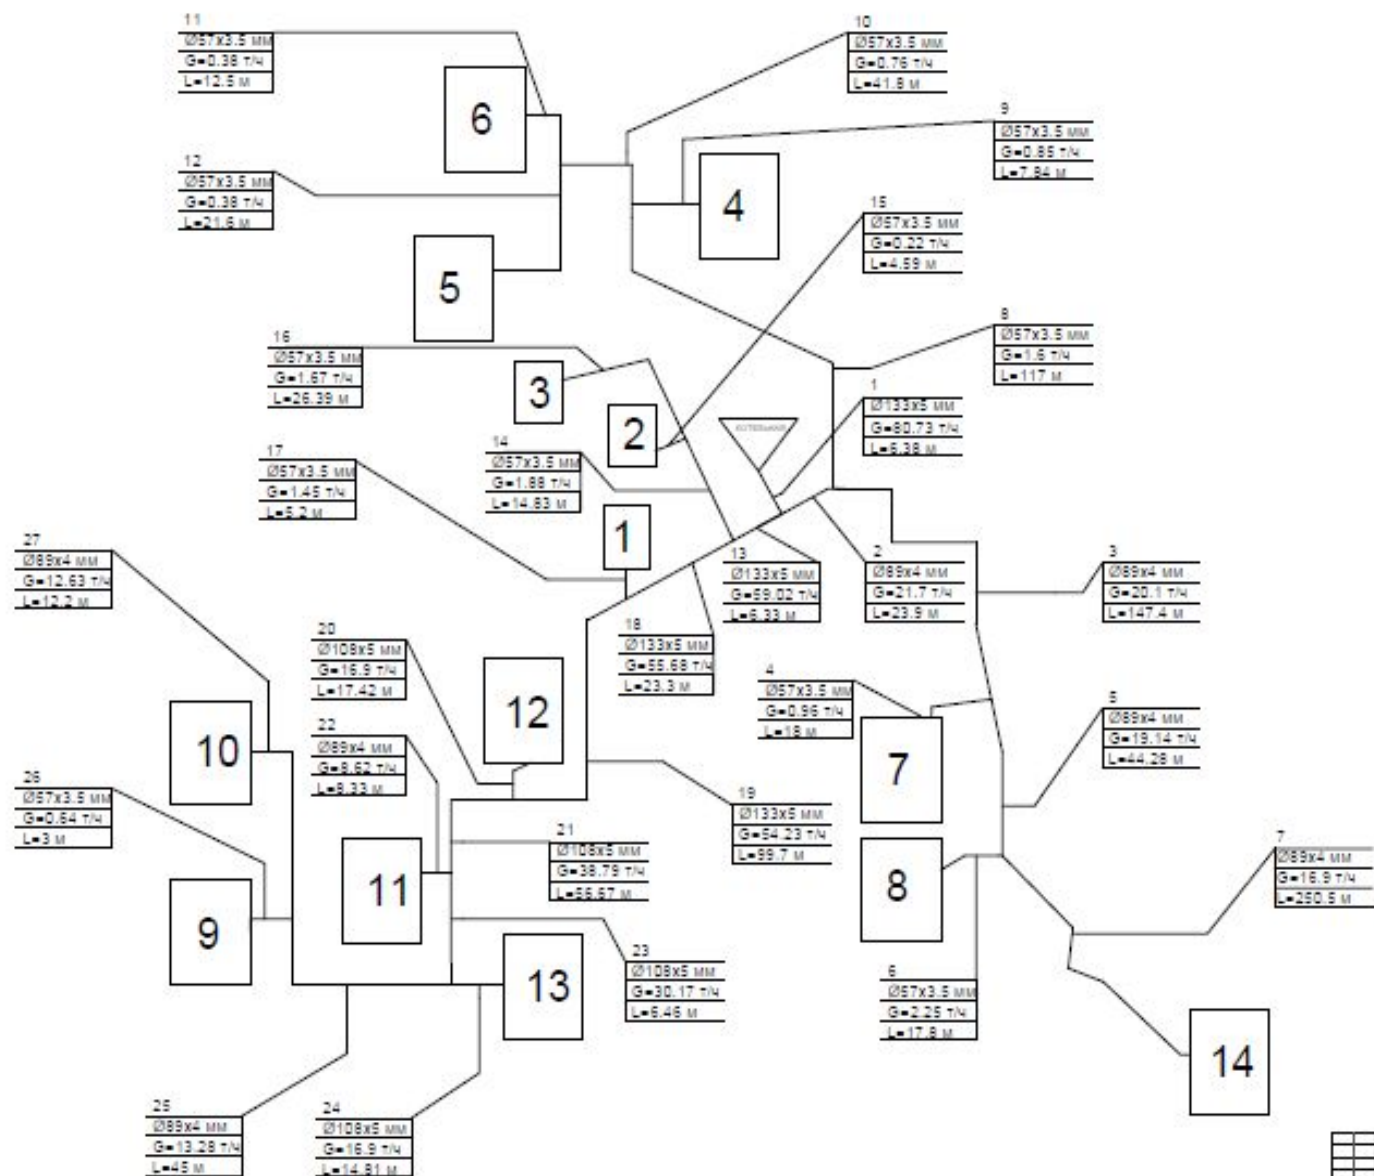 11
Ø57x3.5 мм
G=0.38 т/ч
L=12.5 м
10
Ø57x3.5 мм
G=0.76 т/ч
L=41.8 м
6
9
Ø57x3.5 мм
G=0.85 т/ч
L=7.84 м
12
Ø57x3.5 мм
G=0.38 т/ч
L=21.6 м
4
15
Ø57x3.5 мм
G=0.22 т/ч
L=4.59 м
5
8
Ø57x3.5 мм
G=1.6 т/ч
L=117 м
16
Ø57x3.5 мм
G=1.67 т/ч
L=26.39 м
3
1
Ø133x5 мм
G=80.73 т/ч
L=6.38 м
2
14
Ø57x3.5 мм
G=1.88 т/ч
L=14.83 м
17
Ø57x3.5 мм
G=1.45 т/ч
L=5.2 м
1
27
Ø89x4 мм
G=12.63 т/ч
L=12.2 м
13
Ø133x5 мм
G=59.02 т/ч
L=6.33 м
2
Ø89x4 мм
G=21.7 т/ч
L=23.9 м
3
Ø89x4 мм
G=20.1 т/ч
L=147.4 м
18
Ø133x5 мм
G=55.68 т/ч
L=23.3 м
20
Ø108x5 мм
G=16.9 т/ч
L=17.42 м
12
4
Ø57x3.5 мм
G=0.96 т/ч
L=18 м
5
Ø89x4 мм
G=19.14 т/ч
L=44.28 м
10
22
Ø89x4 мм
G=8.62 т/ч
L=8.33 м
7
26
Ø57x3.5 мм
G=0.64 т/ч
L=3 м
19
Ø133x5 мм
G=54.23 т/ч
L=99.7 м
21
Ø108x5 мм
G=38.79 т/ч
L=56.67 м
7
Ø89x4 мм
G=16.9 т/ч
L=250.5 м
11
8
9
23
Ø108x5 мм
G=30.17 т/ч
L=6.46 м
13
6
Ø57x3.5 мм
G=2.25 т/ч
L=17.8 м
14
25
Ø89x4 мм
G=13.28 т/ч
L=45 м
24
Ø108x5 мм
G=16.9 т/ч
L=14.81 м